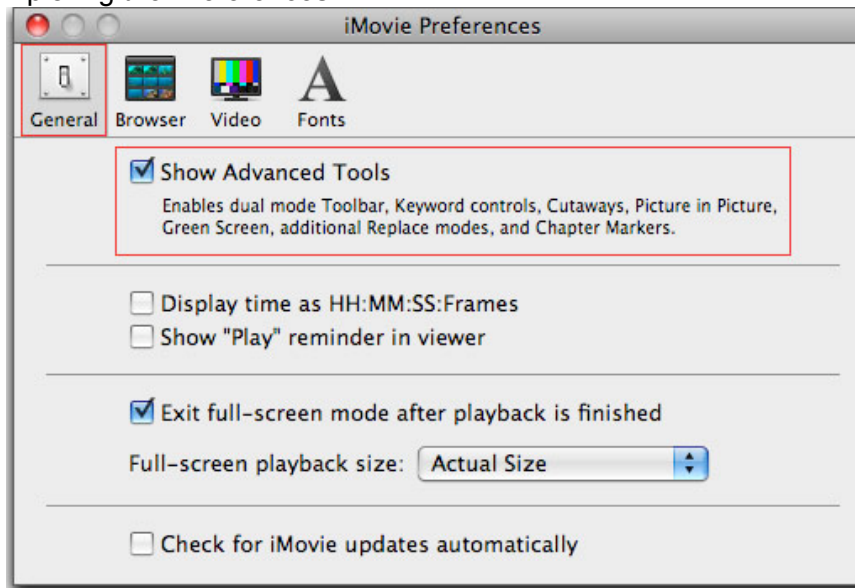 iMovie Preferences
General Browser Video Fonts
Show Advanced Tools
Enables dual mode Toolbar, Keyword controls, Cutaways, Picture in Picture,
Green Screen, additional Replace modes, and Chapter Markers.
Display time as HH:MM:SS:Frames
Show "Play" reminder in viewer
Exit full-screen mode after playback is finished
Full-screen playback size: Actual Size
Check for iMovie updates automatically